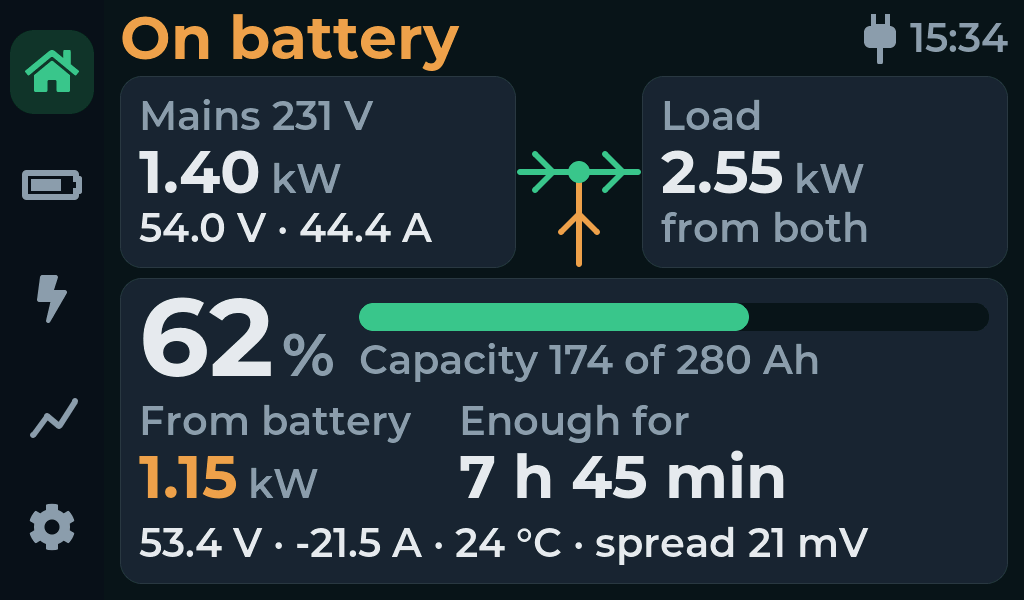 On battery
15:34
Mains 231 V
1.40 kW
54.0 V · 44.4 A
Load
2.55 kW
from both
62 %
Capacity 174 of 280 Ah
From battery
1.15 kW
Enough for
7 h 45 min
53.4 V · -21.5 A · 24 °C · spread 21 mV